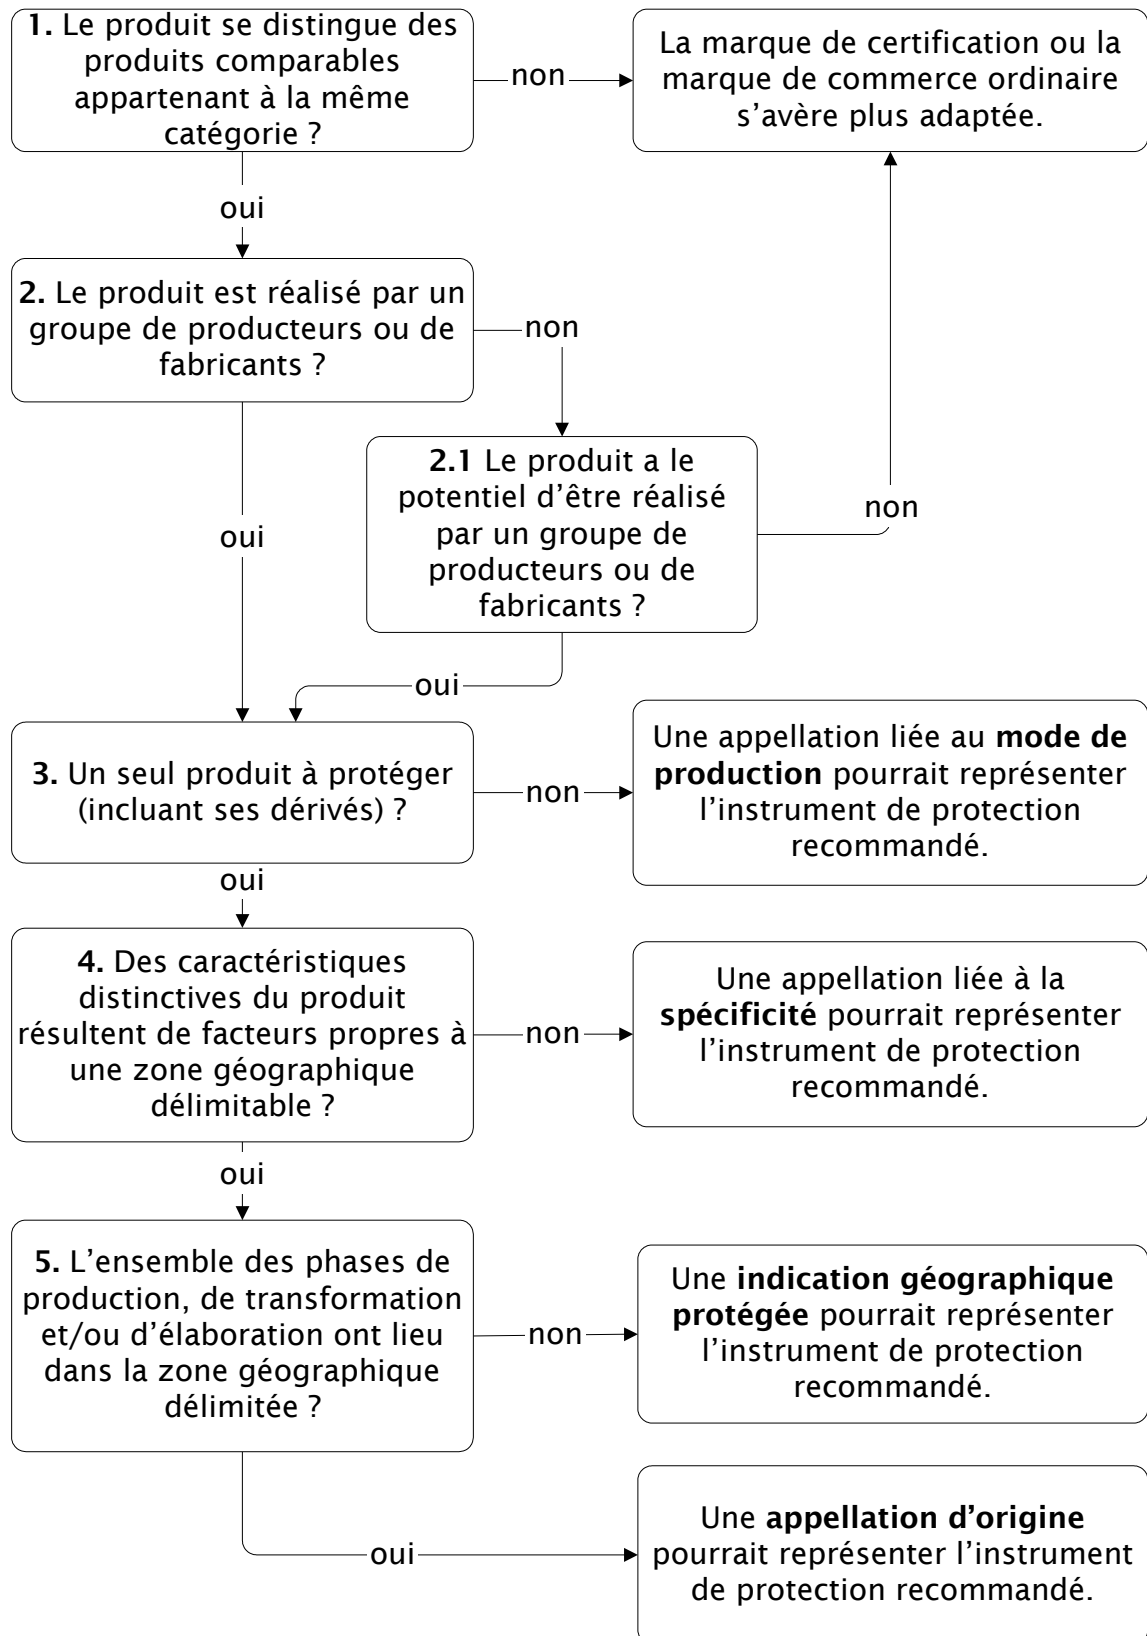 1. Le produit se distingue des
produits comparables
appartenant à la même
catégorie ?
non
La marque de certification ou la
marque de commerce ordinaire
s’avère plus adaptée.
oui
2. Le produit est réalisé par un
groupe de producteurs ou de
fabricants ?
non
2.1 Le produit a le
potentiel d’être réalisé
par un groupe de
producteurs ou de
fabricants ?
non
oui
oui
3. Un seul produit à protéger
(incluant ses dérivés) ?
non
Une appellation liée au mode de
production pourrait représenter
l’instrument de protection
recommandé.
oui
4. Des caractéristiques
distinctives du produit
résultent de facteurs propres à
une zone géographique
délimitable ?
non
Une appellation liée à la
spécificité pourrait représenter
l’instrument de protection
recommandé.
oui
5. L’ensemble des phases de
production, de transformation
et/ou d’élaboration ont lieu
dans la zone géographique
délimitée ?
non
Une indication géographique
protégée pourrait représenter
l’instrument de protection
recommandé.
oui
Une appellation d’origine
pourrait représenter l’instrument
de protection recommandé.